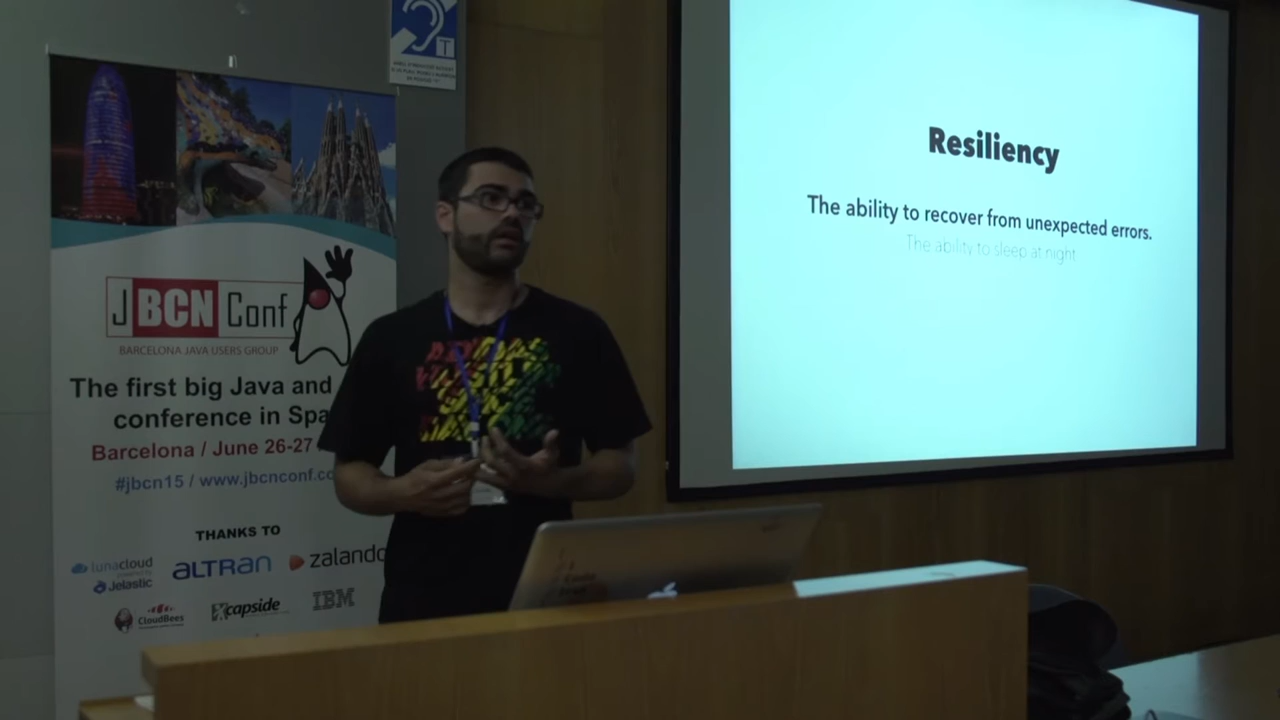 T
JBCNConf
BARCELONA JAVA USERS GROUP
The first big Java and
conference in Spa
Barcelona / June 26-27
#jbcn15 / www.jbcnconf.co
THANKS TO
lunacloud
Jelastic
ALTRAN
zalando
CloudBees
capside
IBM
Resiliency
The ability to recover from unexpected errors.
The ability to sleep at night